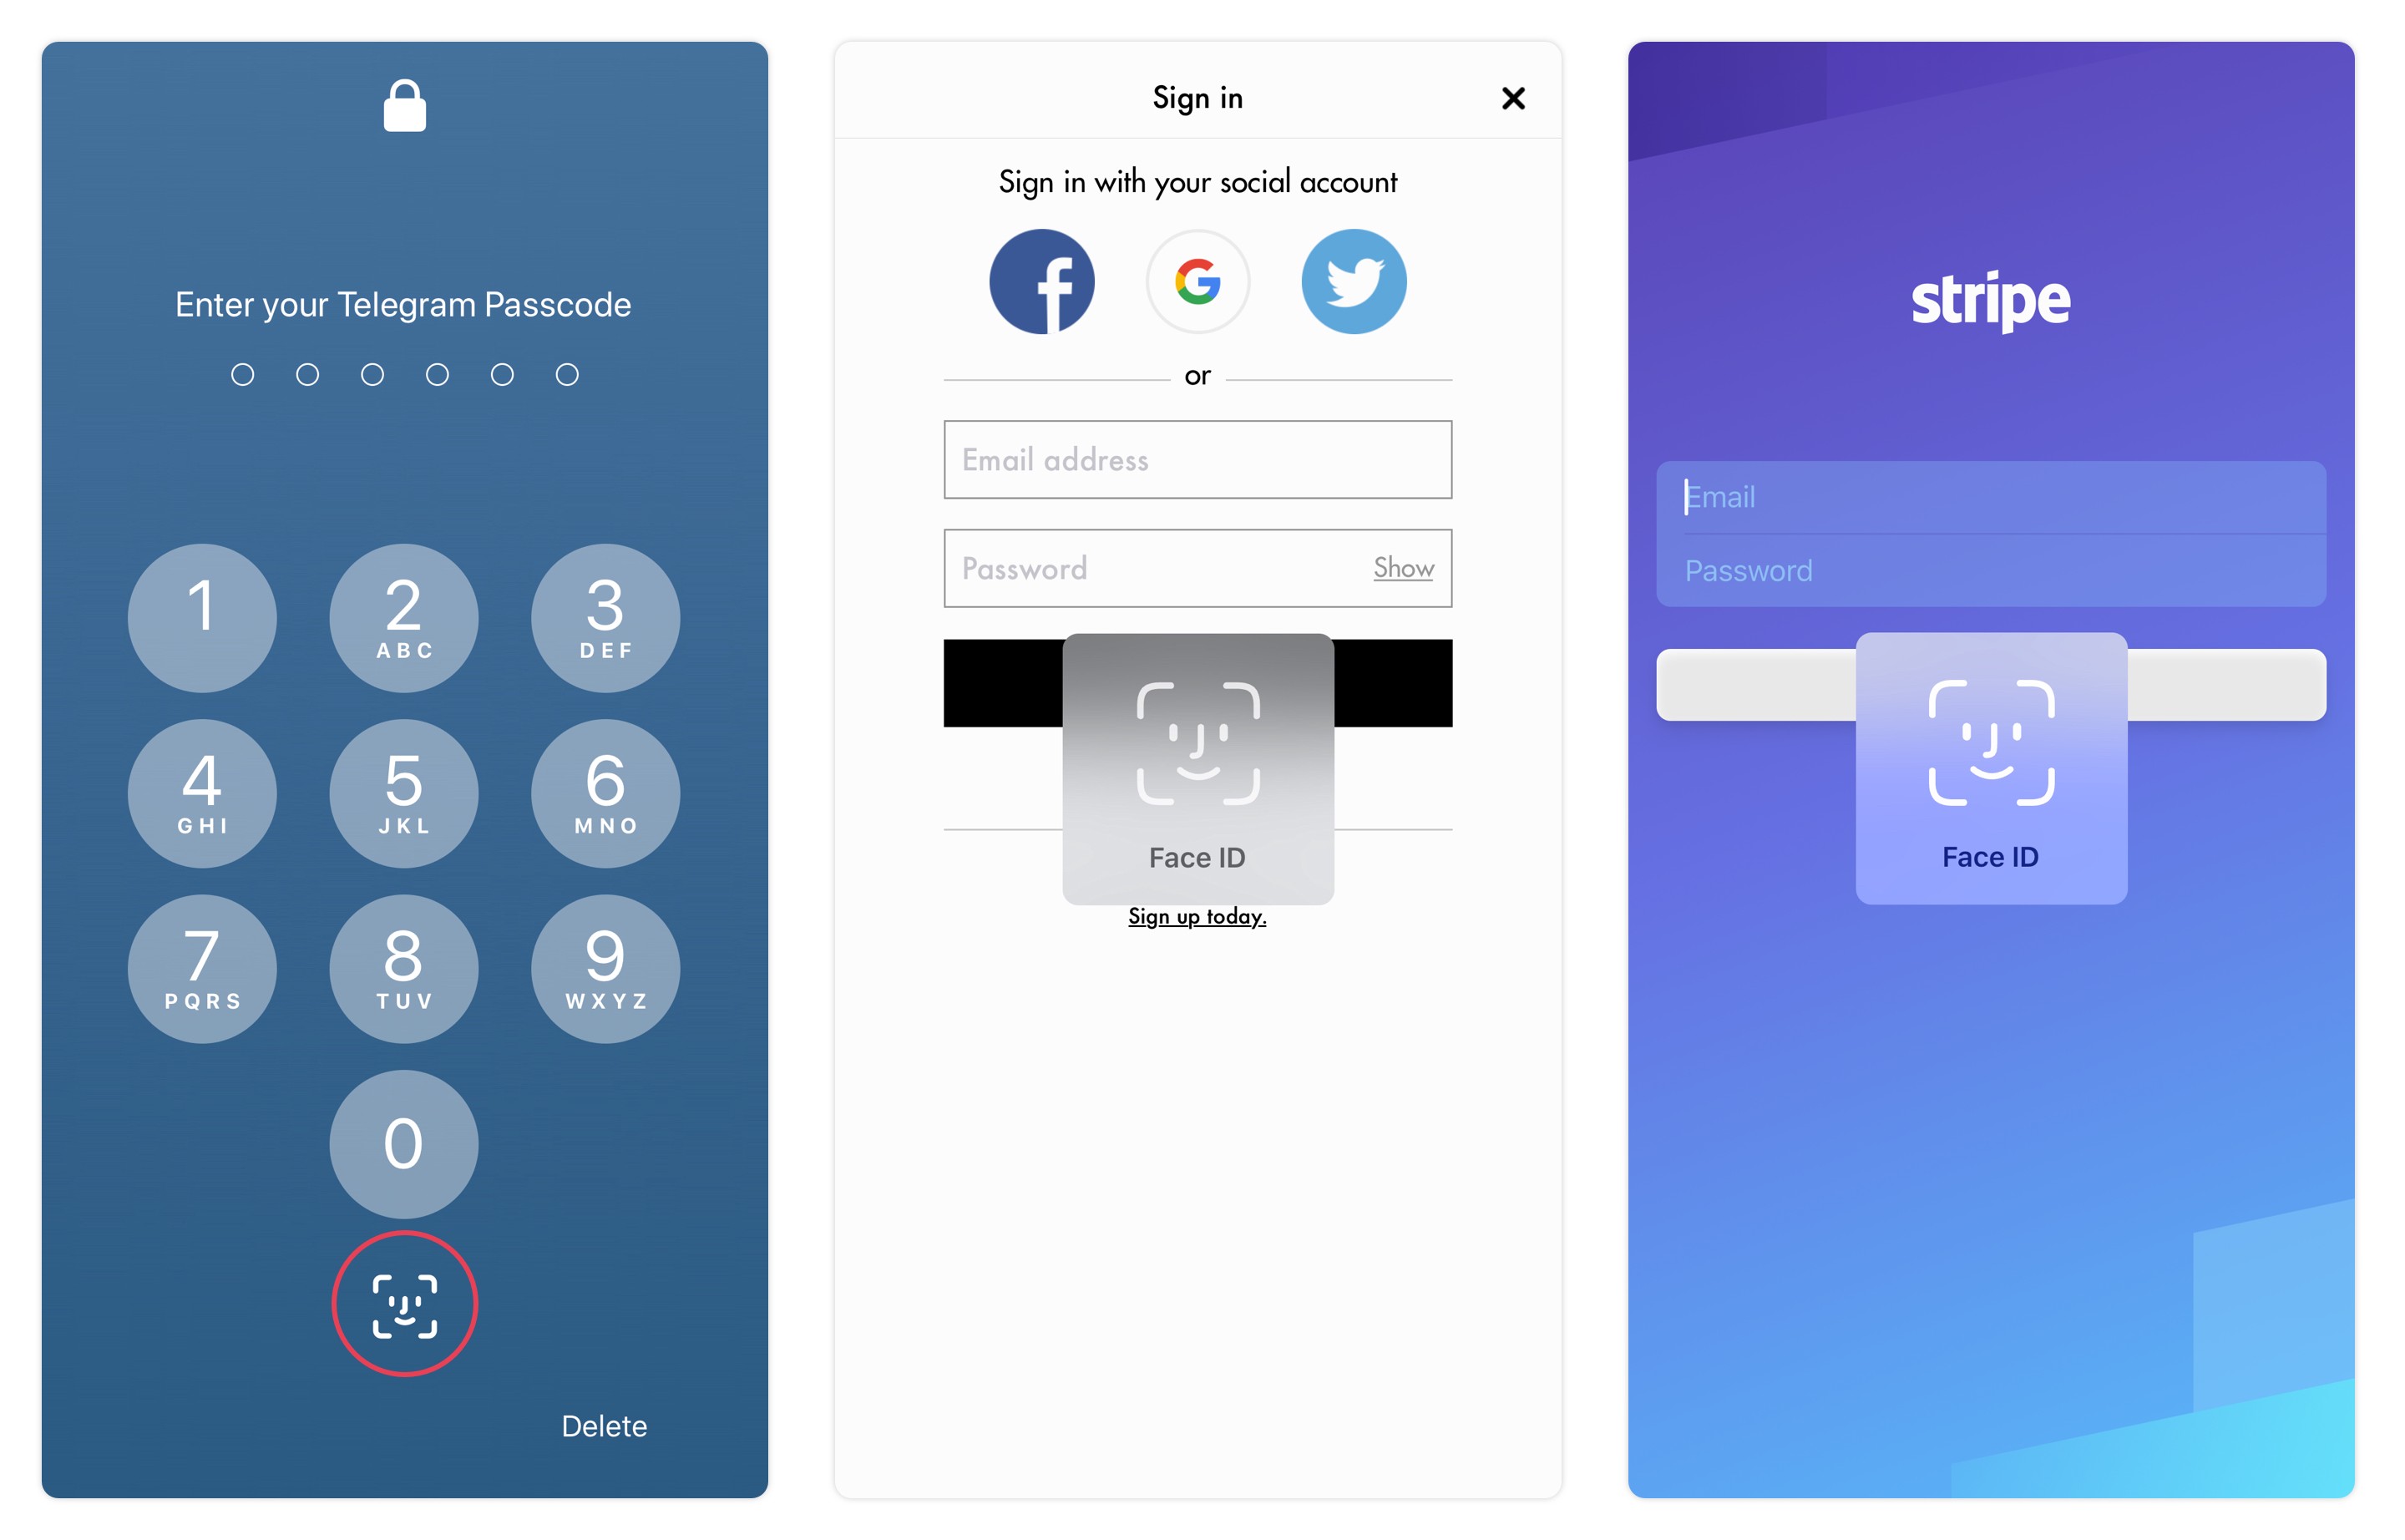 Enter your Telegram Passcode
1
2
ABC
3
DEF
4
GHI
5
JKL
6
MNO
7
PQRS
8
TUV
9
WXYZ
0
Delete
Sign in
Sign in with your social account
or
Email address
Password Show
Face ID
Sign up today.
stripe
Email
Password
Face ID